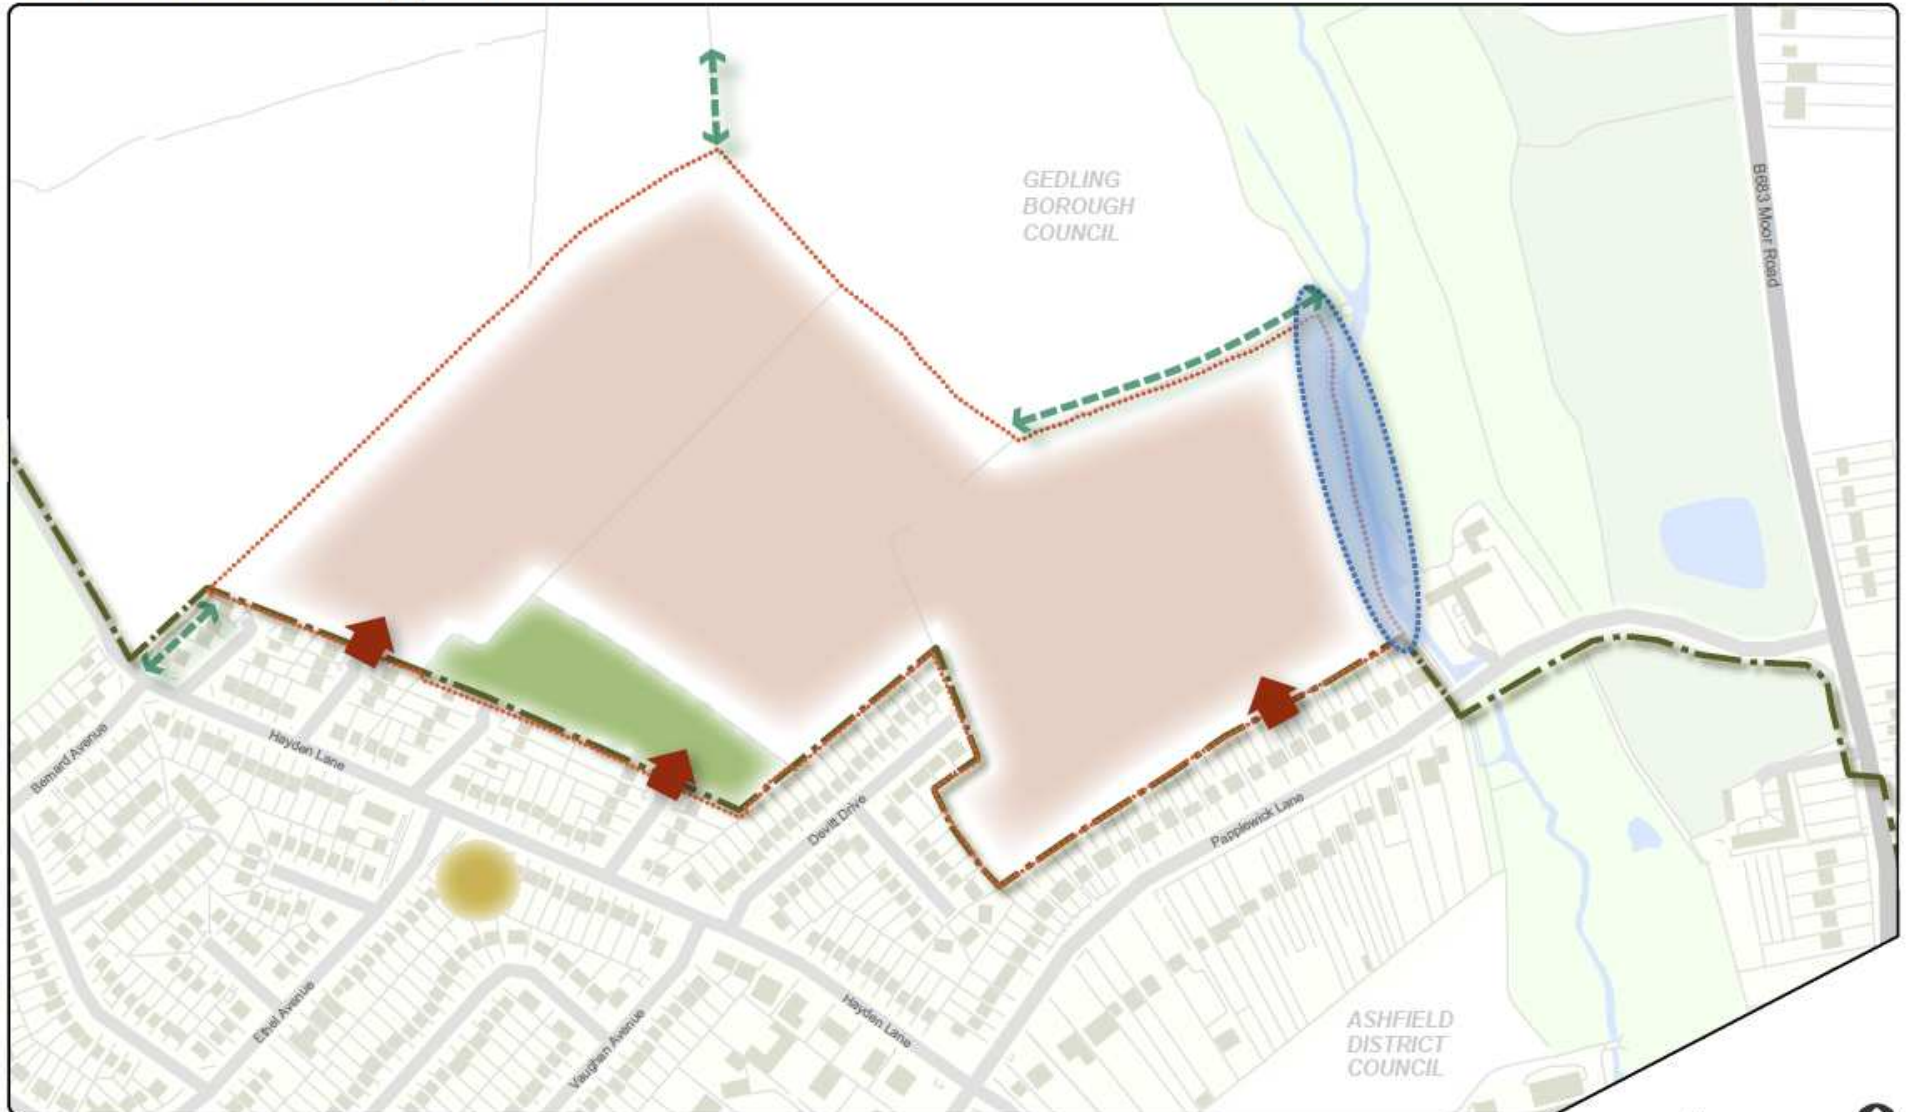 GEDLING
BOROUGH
COUNCIL
B683 Moor Road
Bernard Avenue
Hayden Lane
Devitt Drive
Papplewick Lane
Ethel Avenue
Vaughan Avenue
Hayden Lane
ASHFIELD
DISTRICT
COUNCIL